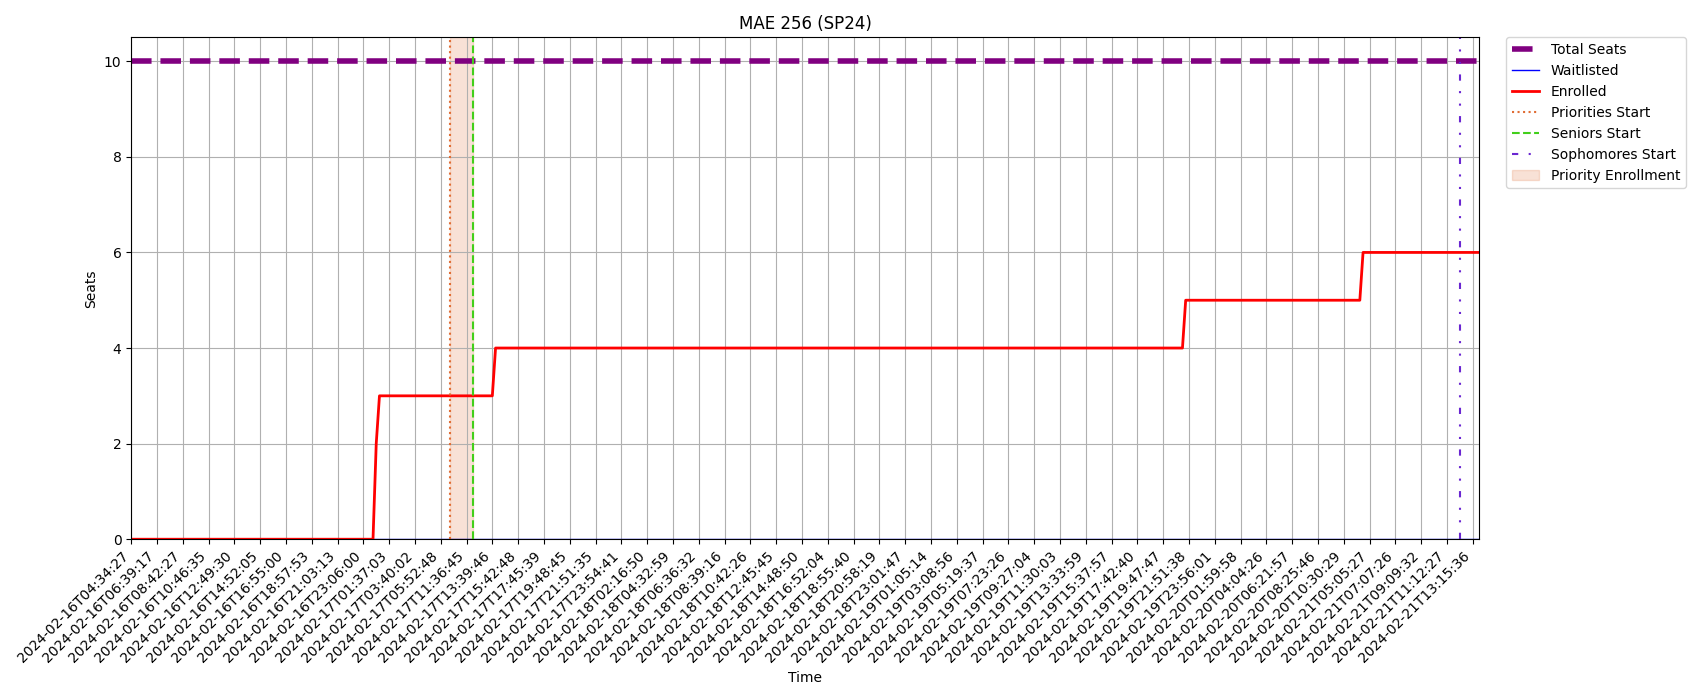 MAE 256 (SP24)
Total Seats
Waitlisted
Enrolled
Priorities Start
Seniors Start
Sophomores Start
Priority Enrollment
10
8
6
4
2
0
Seats
2024-02-16T04:34:27
2024-02-16T06:39:17
2024-02-16T08:42:27
2024-02-16T10:46:35
2024-02-16T12:49:30
2024-02-16T14:52:05
2024-02-16T16:55:00
2024-02-16T18:57:53
2024-02-16T21:03:13
2024-02-16T23:06:00
2024-02-17T01:37:03
2024-02-17T03:40:02
2024-02-17T05:52:48
2024-02-17T11:36:45
2024-02-17T13:39:46
2024-02-17T15:42:48
2024-02-17T17:45:39
2024-02-17T19:48:45
2024-02-17T21:51:35
2024-02-17T23:54:41
2024-02-18T02:16:50
2024-02-18T04:32:59
2024-02-18T06:36:32
2024-02-18T08:39:16
2024-02-18T10:42:26
2024-02-18T12:45:45
2024-02-18T14:48:50
2024-02-18T16:52:04
2024-02-18T18:55:40
2024-02-18T20:58:19
2024-02-18T23:01:47
2024-02-19T01:05:14
2024-02-19T03:08:56
2024-02-19T05:19:37
2024-02-19T07:23:26
2024-02-19T09:27:04
2024-02-19T11:30:03
2024-02-19T13:33:59
2024-02-19T15:37:57
2024-02-19T17:42:40
2024-02-19T19:47:47
2024-02-19T21:51:38
2024-02-19T23:56:01
2024-02-20T01:59:58
2024-02-20T04:04:26
2024-02-20T06:21:57
2024-02-20T08:25:46
2024-02-20T10:30:29
2024-02-21T05:05:27
2024-02-21T07:07:26
2024-02-21T09:09:32
2024-02-21T11:12:27
2024-02-21T13:15:36
Time